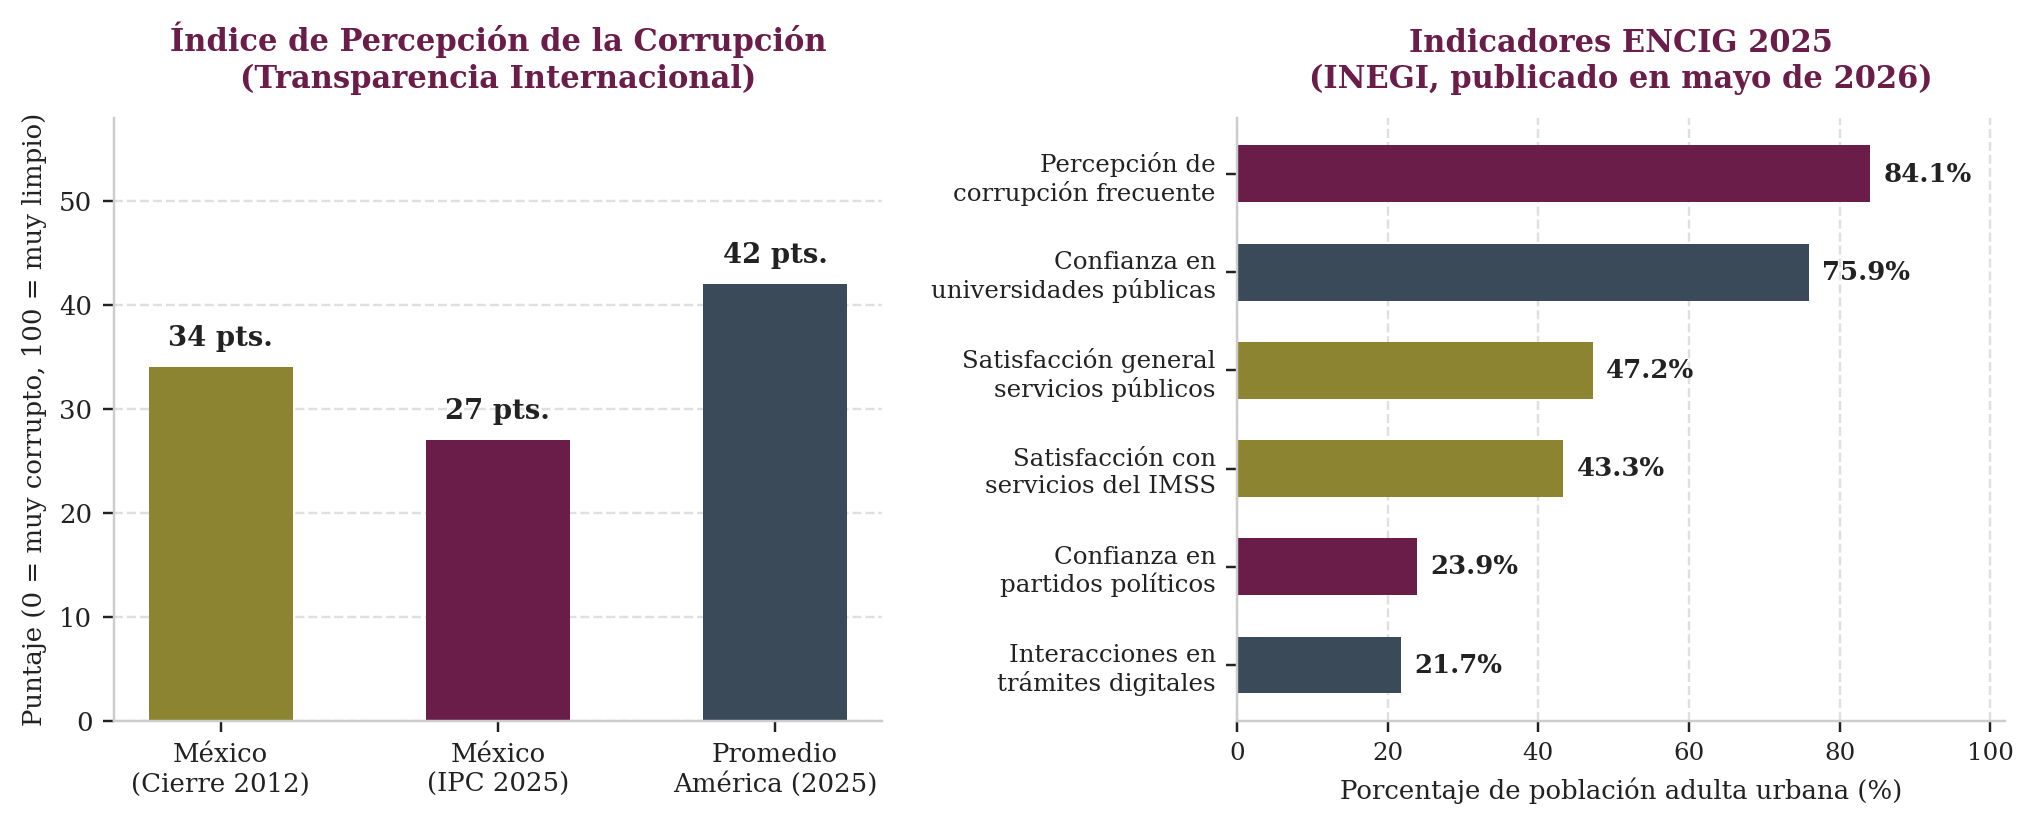 Índice de Percepción de la Corrupción
(Transparencia Internacional)
Puntaje (0 = muy corrupto, 100 = muy limpio)
50
40
30
20
10
0
34 pts.
27 pts.
42 pts.
México
(Cierre 2012)
México
(IPC 2025)
Promedio
América (2025)
Indicadores ENCIG 2025
(INEGI, publicado en mayo de 2026)
Percepción de
corrupción frecuente
84.1%
Confianza en
universidades públicas
75.9%
Satisfacción general
servicios públicos
47.2%
Satisfacción con
servicios del IMSS
43.3%
Confianza en
partidos políticos
23.9%
Interacciones en
trámites digitales
21.7%
0 20 40 60 80 100
Porcentaje de población adulta urbana (%)